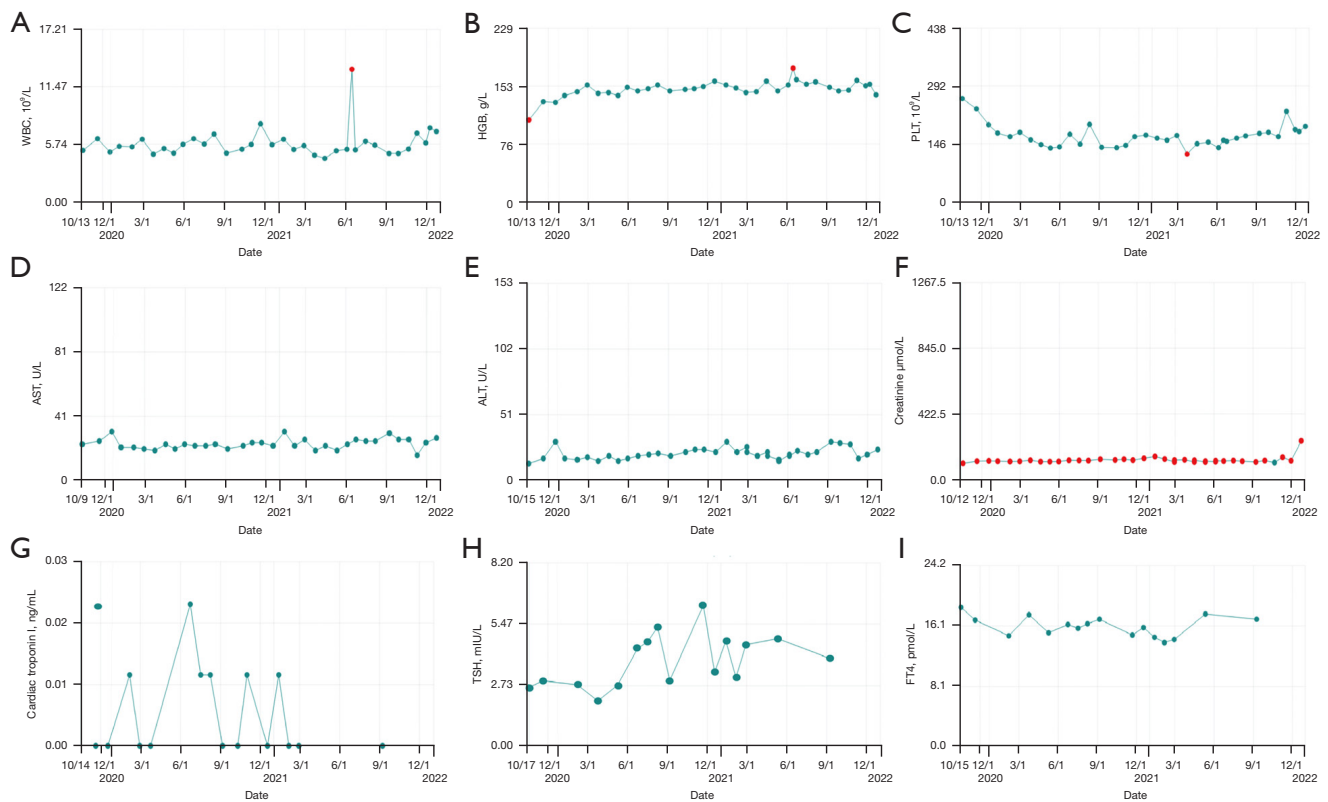 A
WBC, 10⁹/L
17.21
11.47
5.74
0.00
10/13 12/1 3/1 6/1 9/1 12/1 6/1 9/1 12/1
2020 2021 2022
Date
B
HGB, g/L
229
153
76
0
10/13 12/1 3/1 6/1 9/1 12/1 3/1 6/1 9/1 12/1
2020 2021 2022
Date
C
PLT, 10⁹/L
438
292
146
0
10/13 12/1 3/1 6/1 9/1 12/1 3/1 6/1 9/1 12/1
2020 2021 2022
Date
D
AST, U/L
122
81
41
0
10/9 12/1 3/1 6/1 9/1 12/1 3/1 6/1 9/1 12/1
2020 2021 2022
Date
E
ALT, U/L
153
102
51
0
10/15 12/1 3/1 6/1 9/1 12/1 3/1 6/1 9/1 12/1
2020 2021 2022
Date
F
Creatinine μmol/L
1267.5
845.0
422.5
0.0
10/12 12/1 3/1 6/1 9/1 12/1 3/1 6/1 9/1 12/1
2020 2021 2022
Date
G
Cardiac troponin I, ng/mL
0.03
0.02
0.01
0.00
10/14 12/1 3/1 6/1 9/1 12/1 3/1 6/1 9/1 12/1
2020 2021 2022
Date
H
TSH, mIU/L
8.20
5.47
2.73
0.00
10/17 12/1 3/1 6/1 9/1 12/1 3/1 6/1 9/1 12/1
2020 2021 2022
Date
I
FT4, pmol/L
24.2
16.1
8.1
0.0
10/15 12/1 3/1 6/1 9/1 12/1 3/1 6/1 9/1 12/1
2020 2021 2022
Date